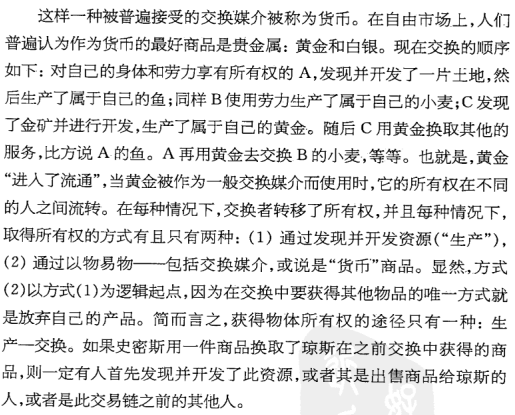 这样一种被普遍接受的交换媒介被称为货币。在自由市场上,人们
普遍认为作为货币的最好商品是贵金属：黄金和白银。现在交换的顺序
如下：对自己的身体和劳力享有所有权的 A,发现并开发了一片土地,然
后生产了属于自己的鱼;同样 B 使用劳力生产了属于自己的小麦;C 发现
了金矿并进行开发,生产了属于自己的黄金。随后 C 用黄金换取其他的
服务,比方说 A 的鱼。A 再用黄金去交换 B 的小麦,等等。也就是,黄金
“进入了流通”,当黄金被作为一般交换媒介而使用时,它的所有权在不同
的人之间流转。在每种情况下,交换者转移了所有权,并且每种情况下,
取得所有权的方式有且只有两种：(1) 通过发现并开发资源(“生产”),
(2) 通过以物易物——包括交换媒介,或说是“货币”商品。显然,方式
(2)以方式(1)为逻辑起点,因为在交换中要获得其他物品的唯一方式就
是放弃自己的产品。简而言之,获得物体所有权的途径只有一种：生
产—交换。如果史密斯用一件商品换取了琼斯在之前交换中获得的商
品,则一定有人首先发现并开发了此资源,或者其是出售商品给琼斯的
人,或者是此交易链之前的其他人。